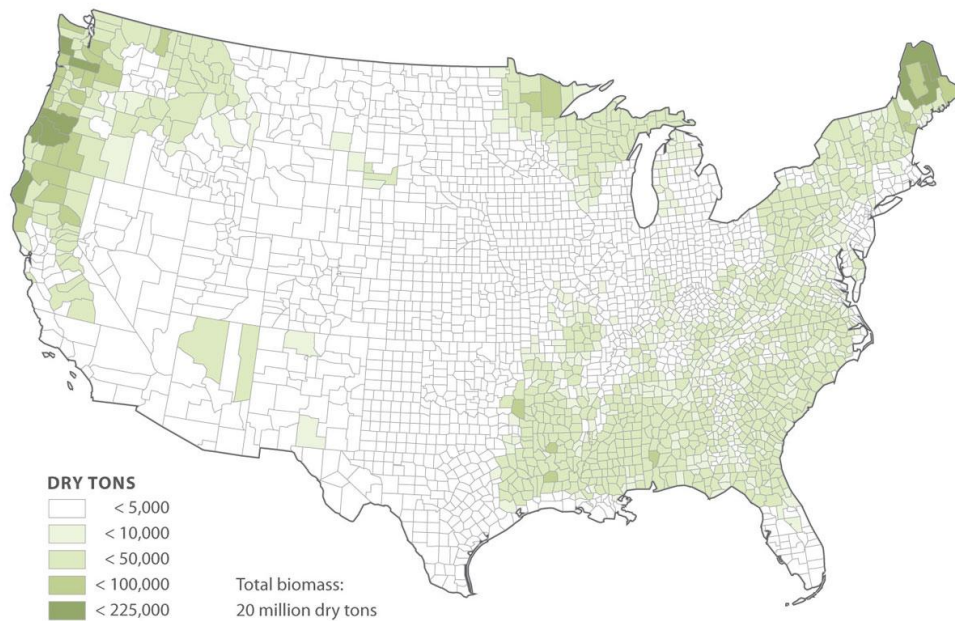 DRY TONS
< 5,000
< 10,000
< 50,000
< 100,000
< 225,000
Total biomass:
20 million dry tons